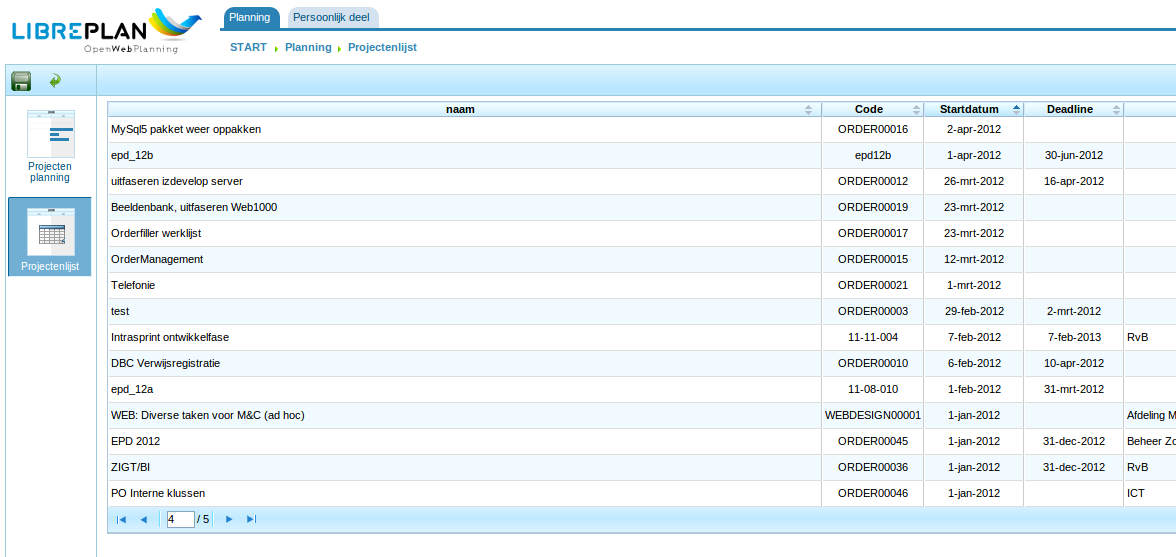 LIBREPLAN
OpenWebPlanning
Planning Persoonlijk deel
START Planning Projectenlijst
naam Code Startdatum Deadline
Projecten
planning
Projectenlijst
MySql5 pakket weer oppakken ORDER00016 2-apr-2012
epd_12b epd12b 1-apr-2012 30-jun-2012
uitfaseren izdevelop server ORDER00012 26-mrt-2012 16-apr-2012
Beeldenbank, uitfaseren Web1000 ORDER00019 23-mrt-2012
Orderfiller werklijst ORDER00017 23-mrt-2012
OrderManagement ORDER00015 12-mrt-2012
Telefonie ORDER00021 1-mrt-2012
test ORDER00003 29-feb-2012 2-mrt-2012
Intrasprint ontwikkelfase 11-11-004 7-feb-2012 7-feb-2013 RvB
DBC Verwijsregistratie ORDER00010 6-feb-2012 10-apr-2012
epd_12a 11-08-010 1-feb-2012 31-mrt-2012
WEB: Diverse taken voor M&C (ad hoc) WEBDESIGN00001 1-jan-2012 Afdeling M
EPD 2012 ORDER00045 1-jan-2012 31-dec-2012 Beheer Zo
ZIGT/BI ORDER00036 1-jan-2012 31-dec-2012 RvB
PO Interne klussen ORDER00046 1-jan-2012 ICT
4 / 5